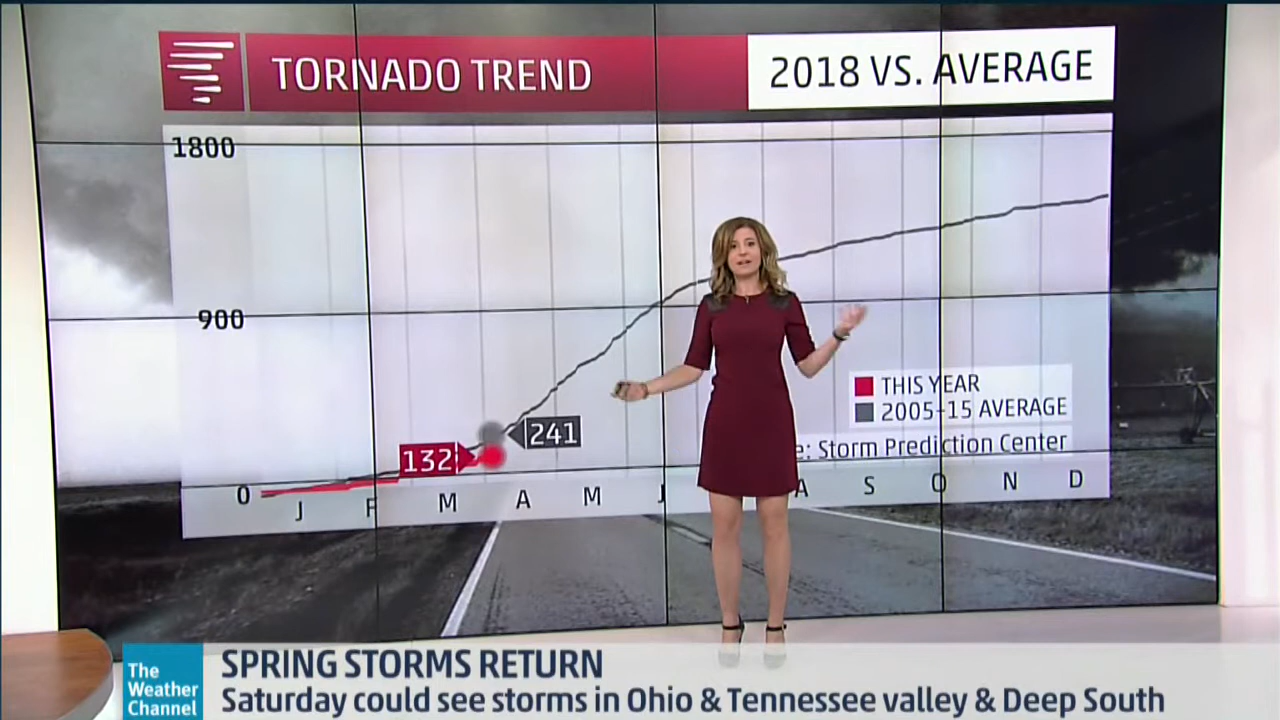 TORNADO TREND
2018 VS. AVERAGE
1800
900
THIS YEAR
2005-15 AVERAGE
241
132
: Storm Prediction Center
0
J F M A M J A S O N D
The
Weather
Channel
SPRING STORMS RETURN
Saturday could see storms in Ohio & Tennessee valley & Deep South